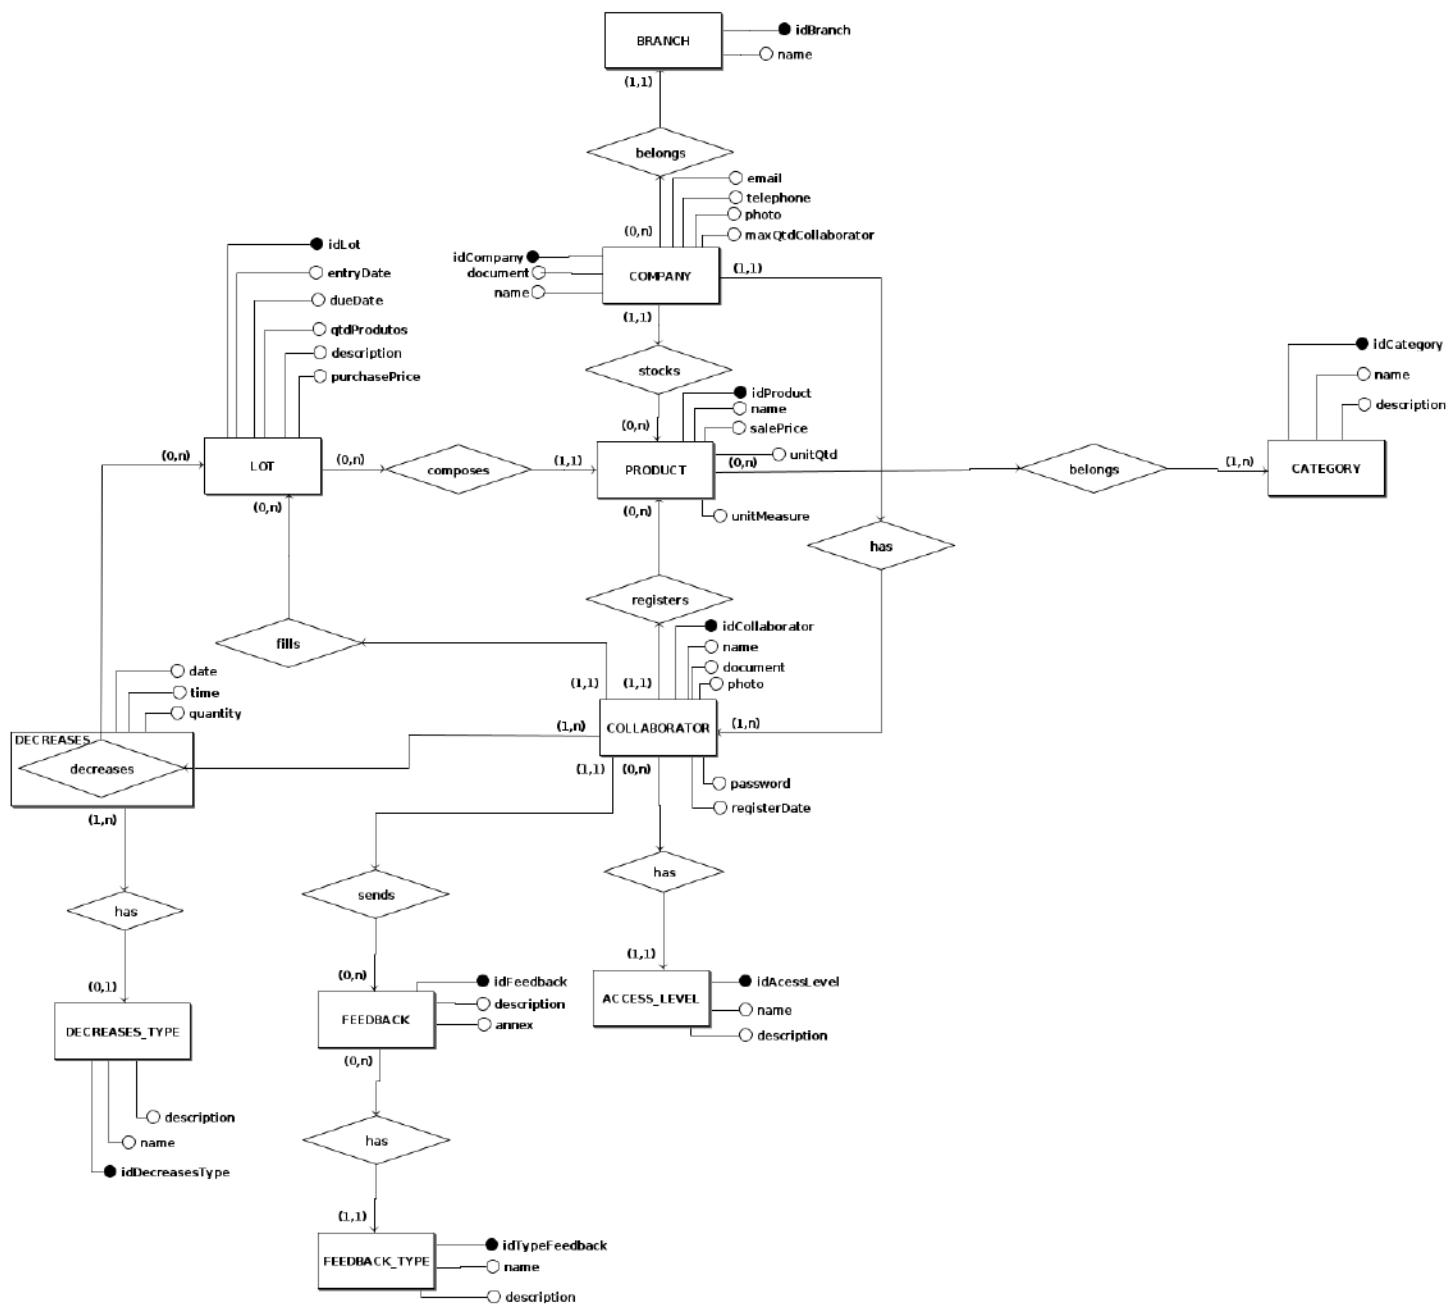 BRANCH
idBranch
name
(1,1)
belongs
email
telephone
photo
maxQtdCollaborator
(0,n)
idCompany
document
name
COMPANY
(1,1)
(1,1)
idLot
entryDate
dueDate
qtdProdutos
description
purchasePrice
stocks
idProduct
name
salePrice
unitQtd
(0,n)
unitMeasure
idCategory
name
description
(0,n)
LOT
(0,n)
composes
(1,1)
PRODUCT
(0,n)
belongs
(1,n)
CATEGORY
(0,n)
(0,n)
has
registers
fills
idCollaborator
name
document
photo
date
time
quantity
(1,1)
(1,1)
(1,n)
COLLABORATOR
(1,n)
DECREASES
decreases
(1,1)
(0,n)
password
registerDate
(1,n)
has
sends
has
(0,1)
(0,n)
(1,1)
idFeedback
description
annex
FEEDBACK
idAcessLevel
name
description
ACCESS_LEVEL
DECREASES_TYPE
(0,n)
description
name
idDecreasesType
has
(1,1)
idTypeFeedback
name
description
FEEDBACK_TYPE